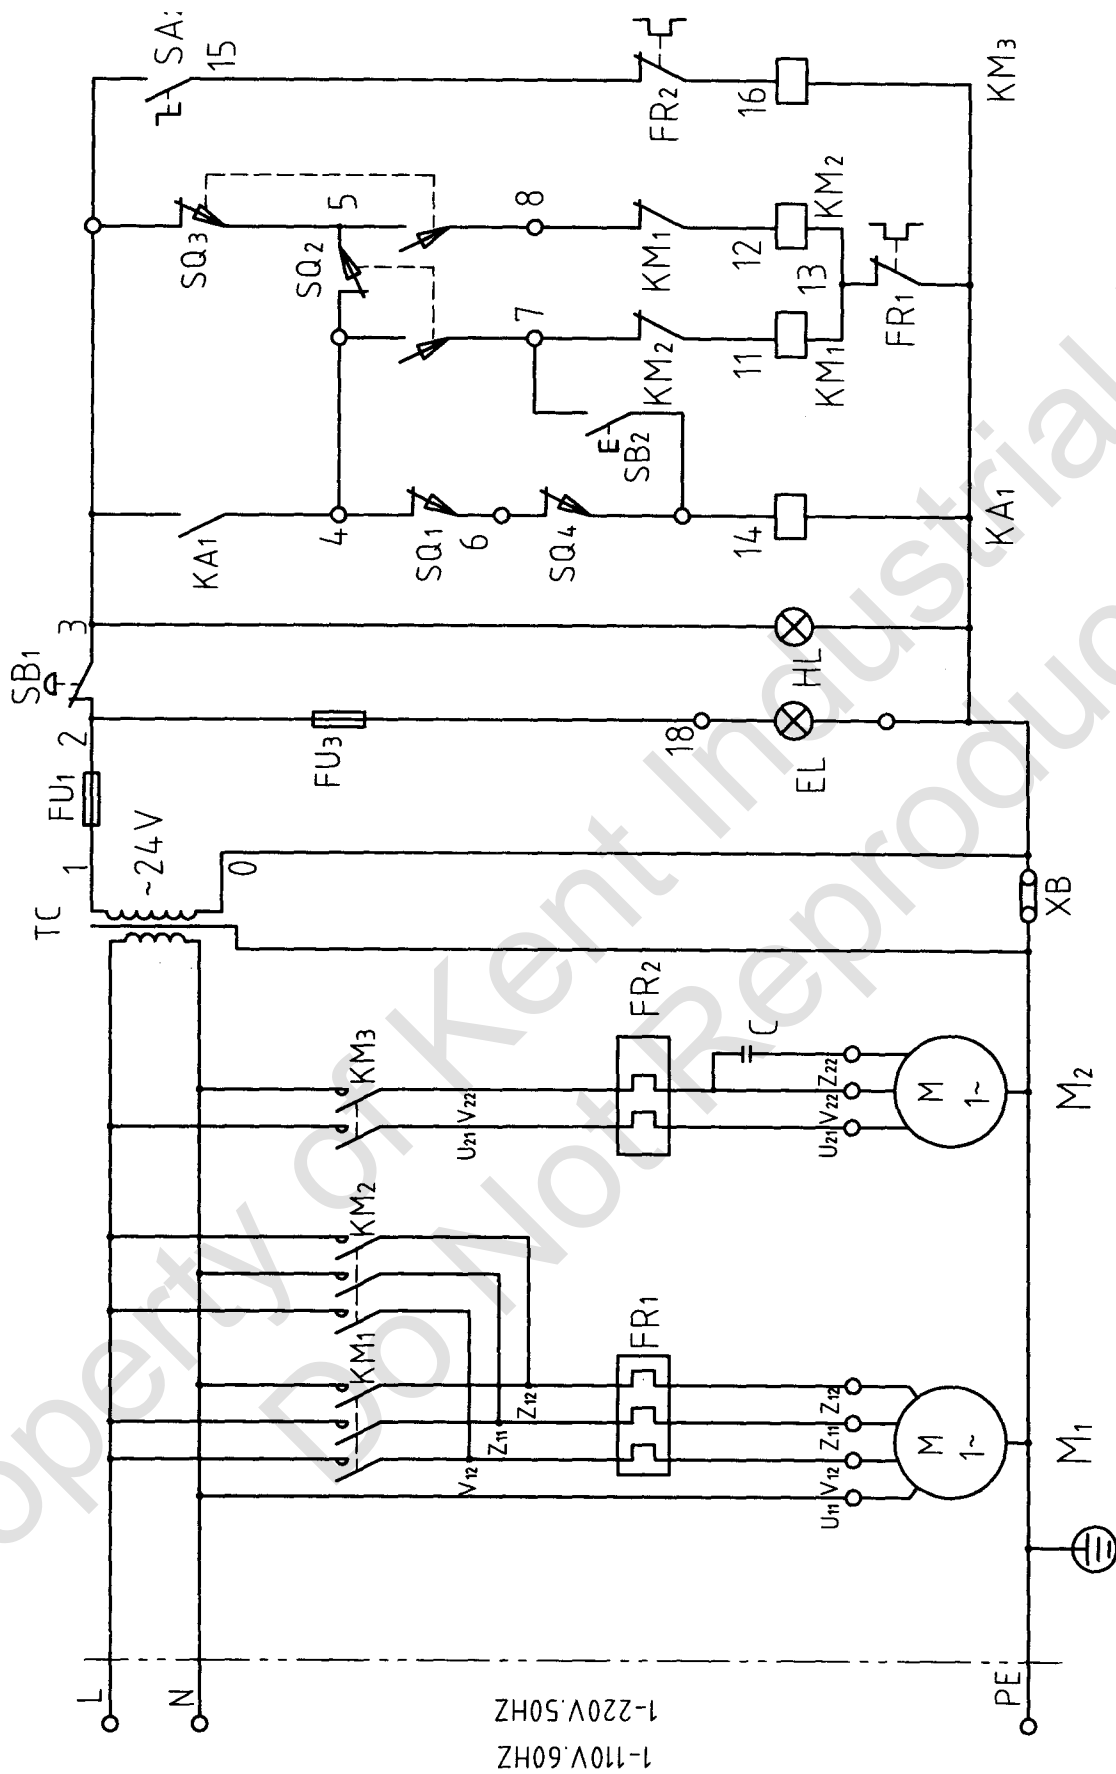 L
N
PE
1-220V.50HZ
1-110V.60HZ
TC
~24V
1
0
FU1
2
SB1
3
FU3
18
EL
HL
XB
KA1
4
SQ1
6
SQ4
14
KA1
SB2
7
SQ2
SQ3
5
8
KM2
KM1
11
12
KM1
KM2
13
FR1
15
FR2
16
KM3
KM1
KM2
KM3
V12
Z11
Z12
U21 V22
FR1
FR2
C
U11 V12 Z11 Z12
U21 V22 Z22
M
1~
M
1~
M1
M2
Property of Kent Industrial
Do Not Reproduc